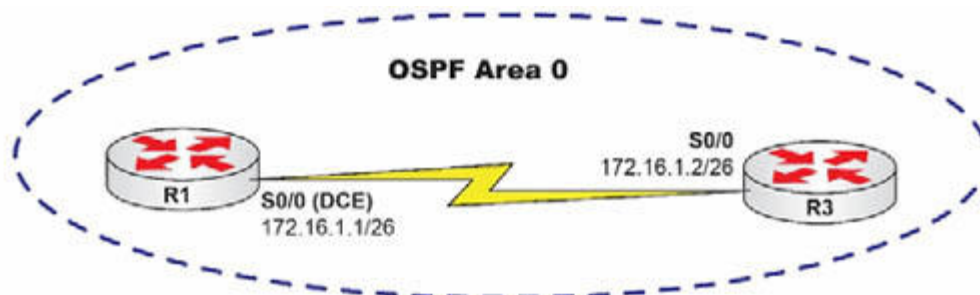 OSPF Area 0
S0/0
172.16.1.2/26
R1
S0/0 (DCE)
172.16.1.1/26
R3